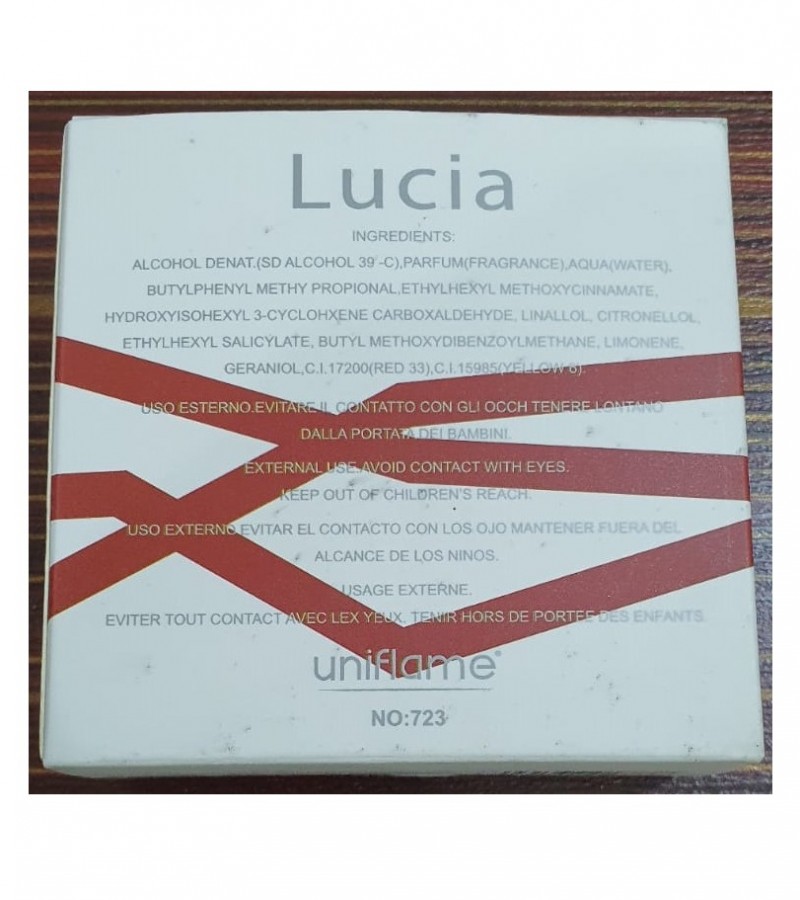 Lucia
INGREDIENTS:
ALCOHOL DENAT.(SD ALCOHOL 39 -C),PARFUM(FRAGRANCE),AQUA(WATER),
BUTYLPHENYL METHY PROPIONAL,ETHYLHEXYL METHOXYCINNAMATE,
HYDROXYISOHEXYL 3-CYCLOHXENE CARBOXALDEHYDE, LINALLOL, CITRONELLOL,
ETHYLHEXYL SALICYLATE, BUTYL METHOXYDIBENZOYLMETHANE, LIMONENE,
GERANIOL,C.I.17200(RED 33),C.I.15985(YELLOW 6).
USO ESTERNO.EVITARE IL CONTATTO CON GLI OCCH TENERE LONTANO
DALLA PORTATA DEI BAMBINI.
EXTERNAL USE.AVOID CONTACT WITH EYES.
KEEP OUT OF CHILDREN'S REACH.
USO EXTERNO.EVITAR EL CONTACTO CON LOS OJO MANTENER FUERA DEL
ALCANCE DE LOS NINOS.
USAGE EXTERNE.
EVITER TOUT CONTACT AVEC LEX YEUX. TENIR HORS DE PORTEE DES ENFANTS.
uniflame
NO:723